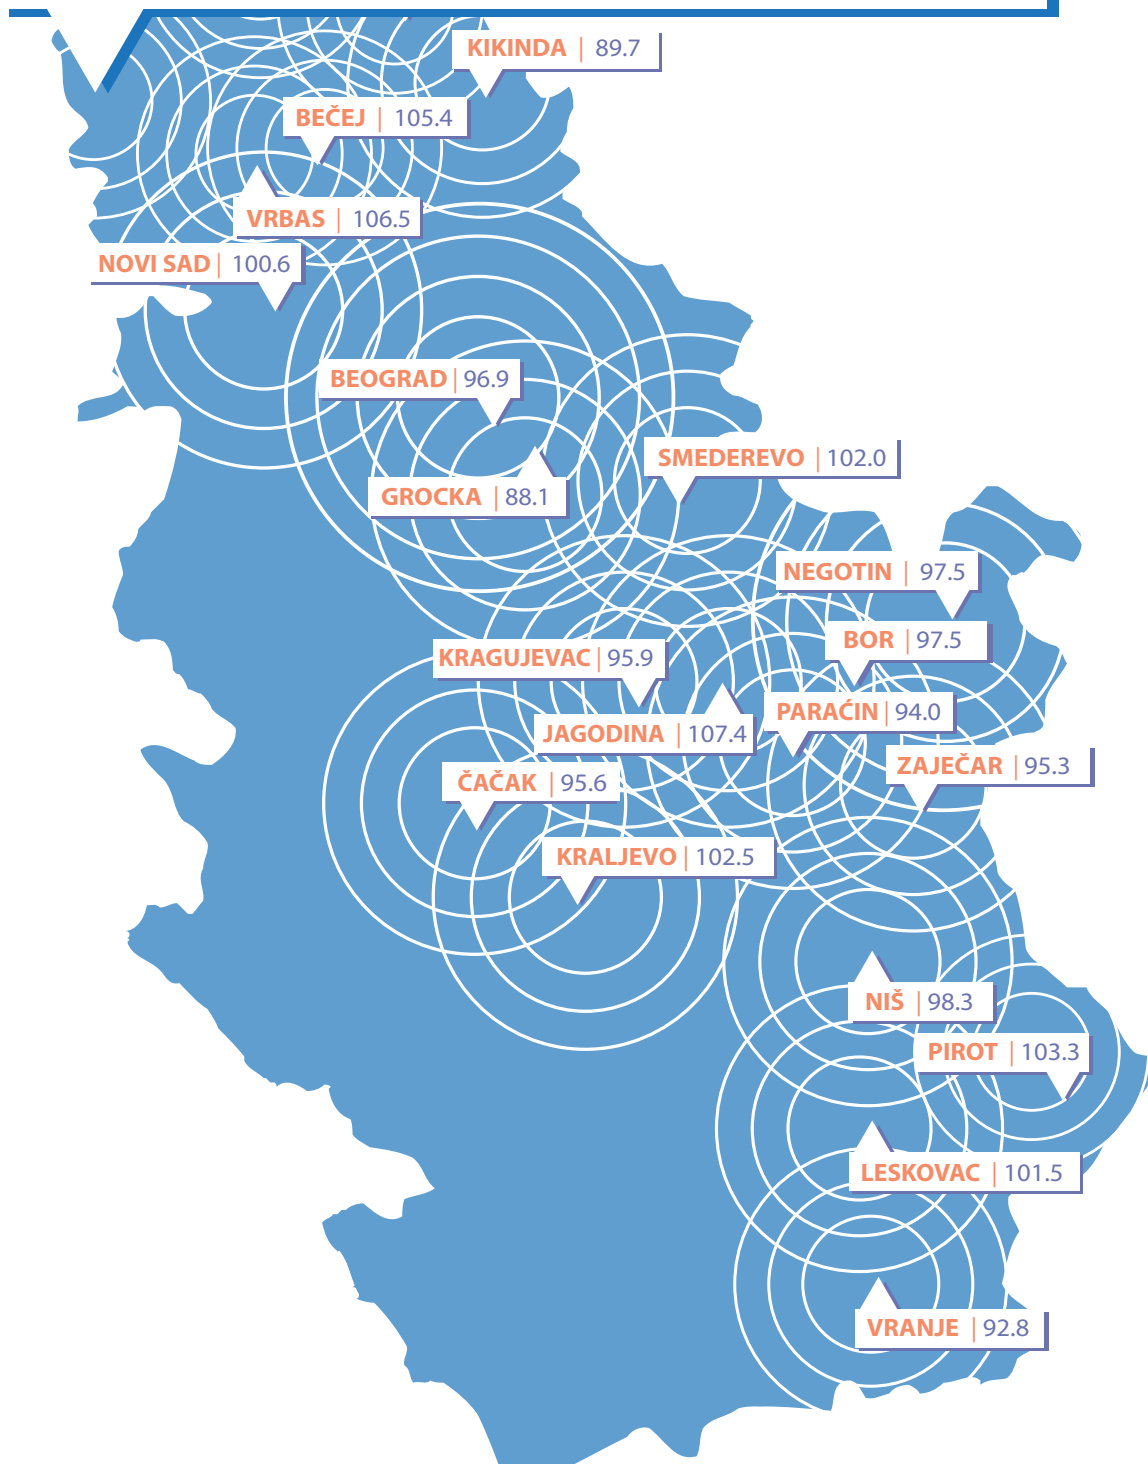 KIKINDA | 89.7
BEČEJ | 105.4
VRBAS | 106.5
NOVI SAD | 100.6
BEOGRAD | 96.9
SMEDEREVO | 102.0
GROCKA | 88.1
NEGOTIN | 97.5
BOR | 97.5
KRAGUJEVAC | 95.9
PARAĆIN | 94.0
JAGODINA | 107.4
ZAJEČAR | 95.3
ČAČAK | 95.6
KRALJEVO | 102.5
NIŠ | 98.3
PIROT | 103.3
LESKOVAC | 101.5
VRANJE | 92.8